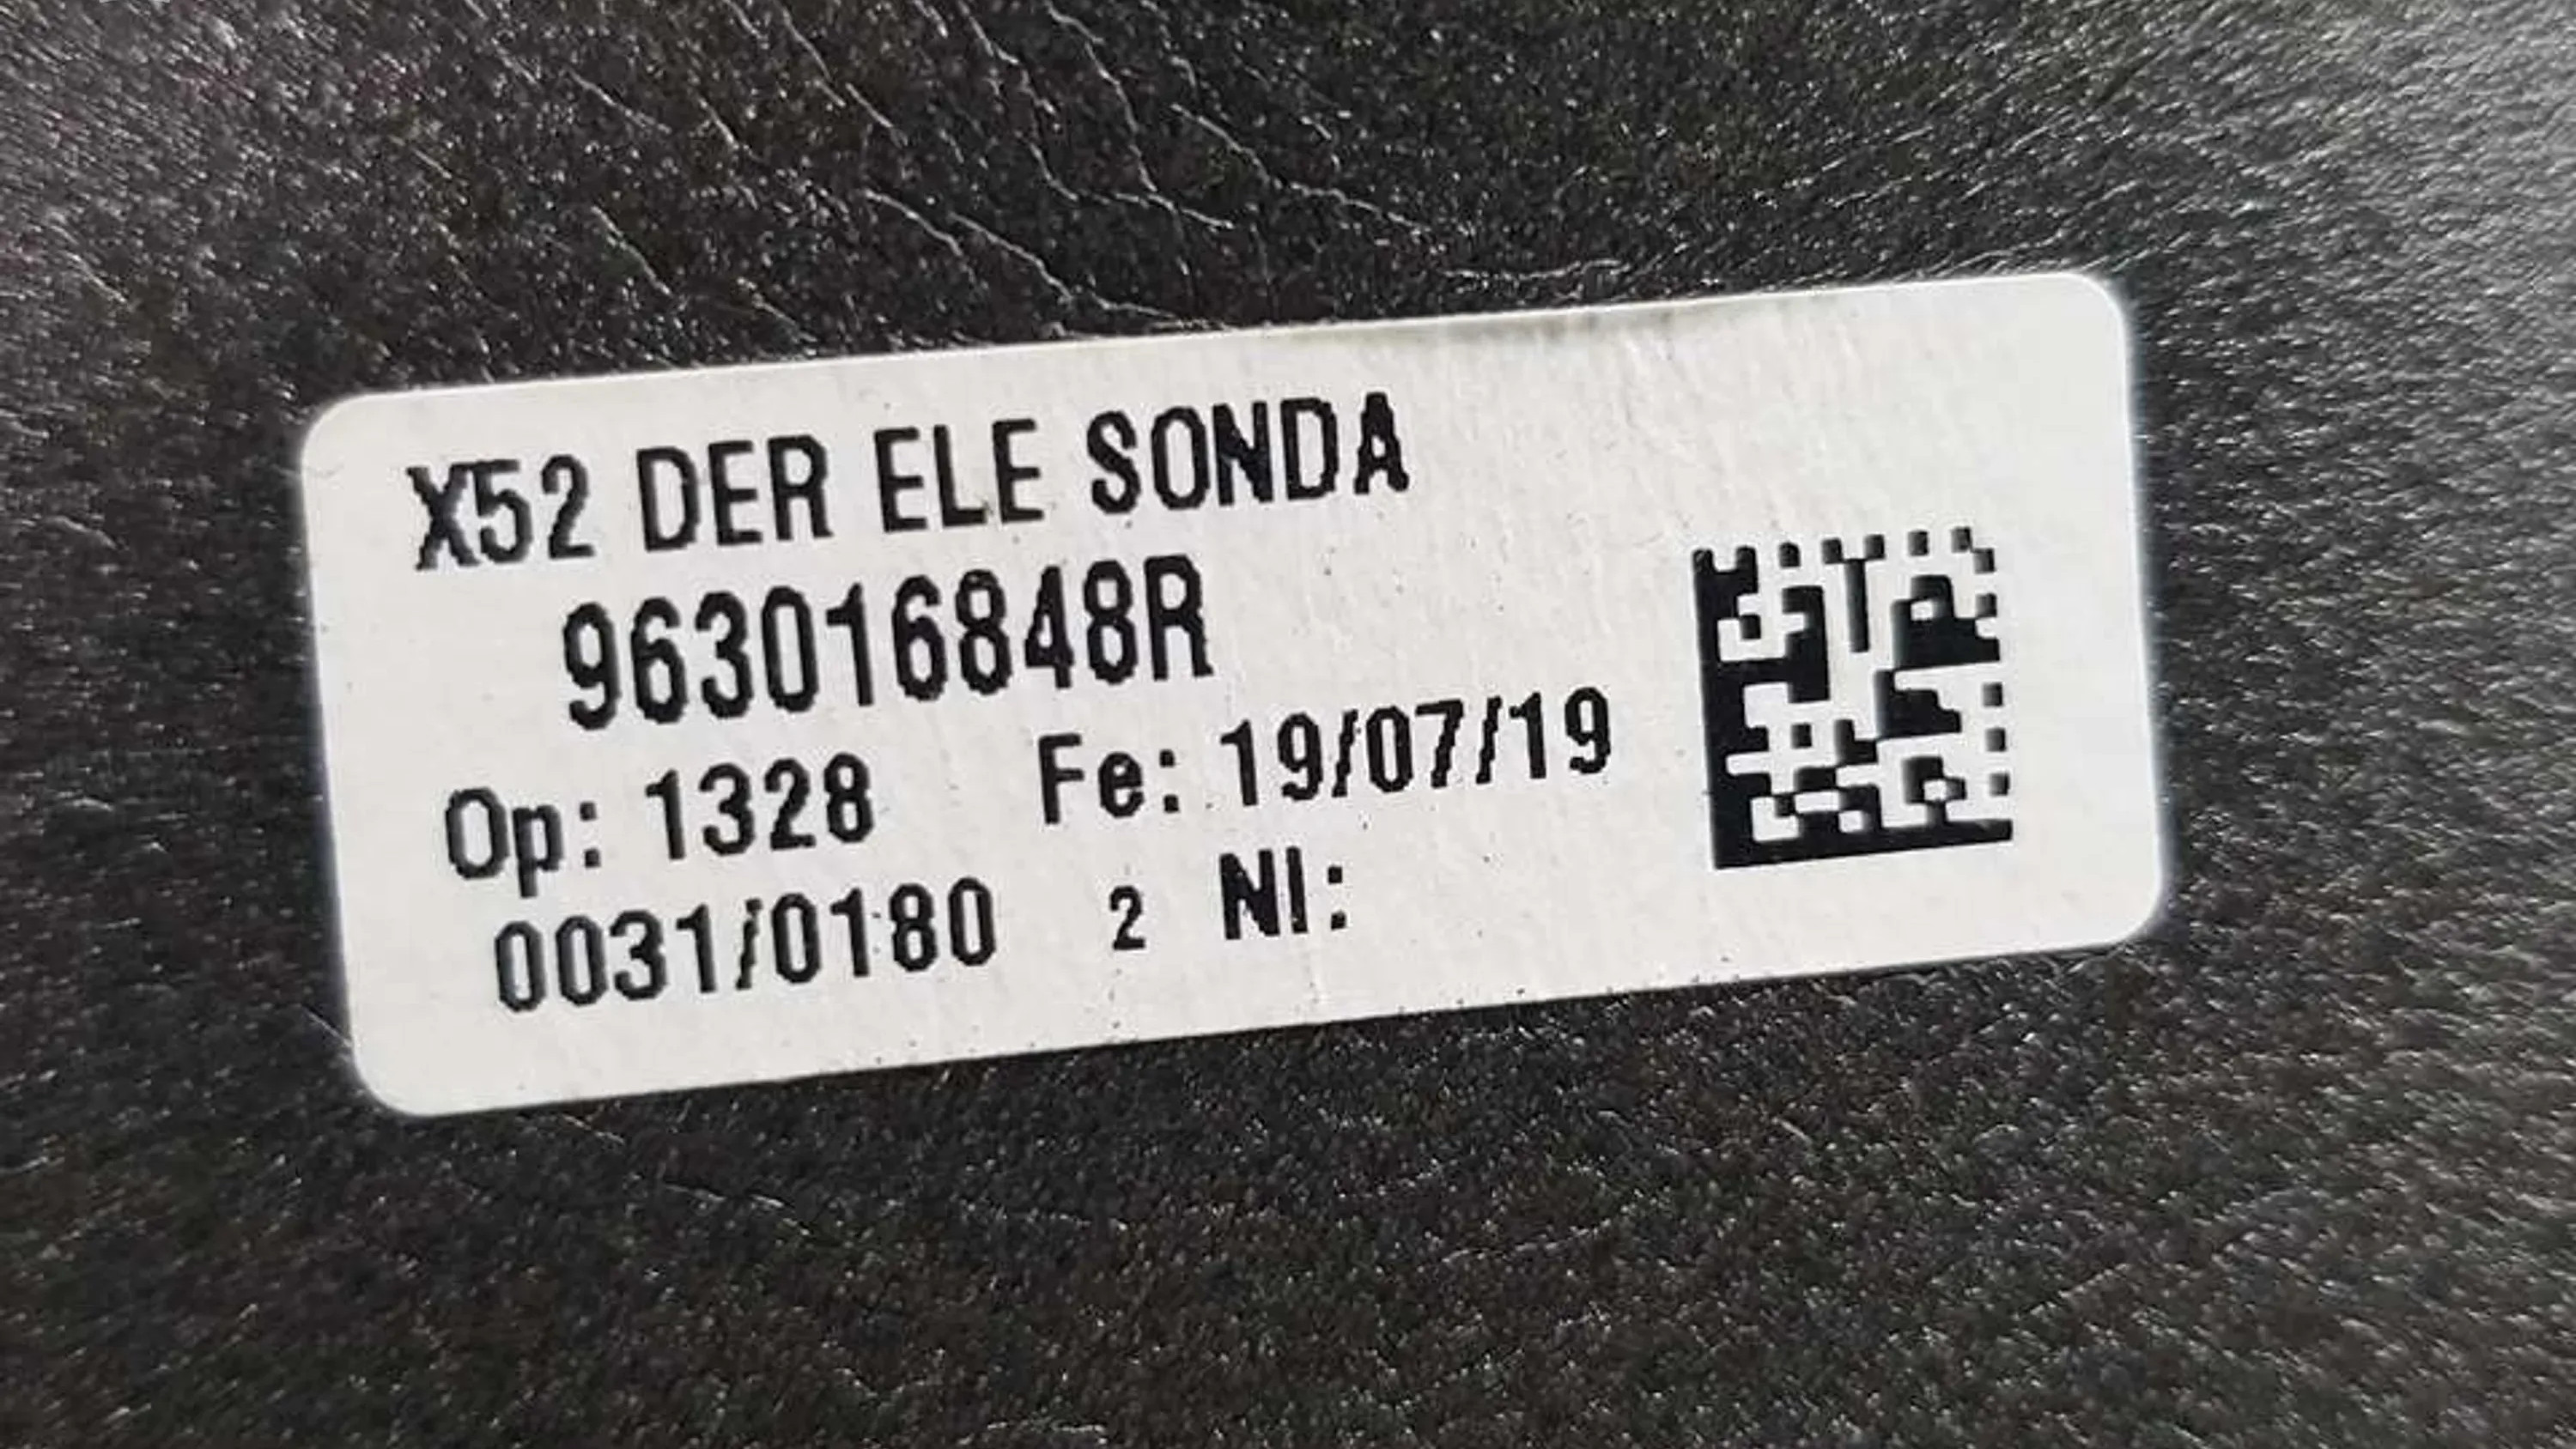 X52 DER ELE SONDA
963016848R
Op: 1328 Fe: 19/07/19
0031/0180 2 NI: